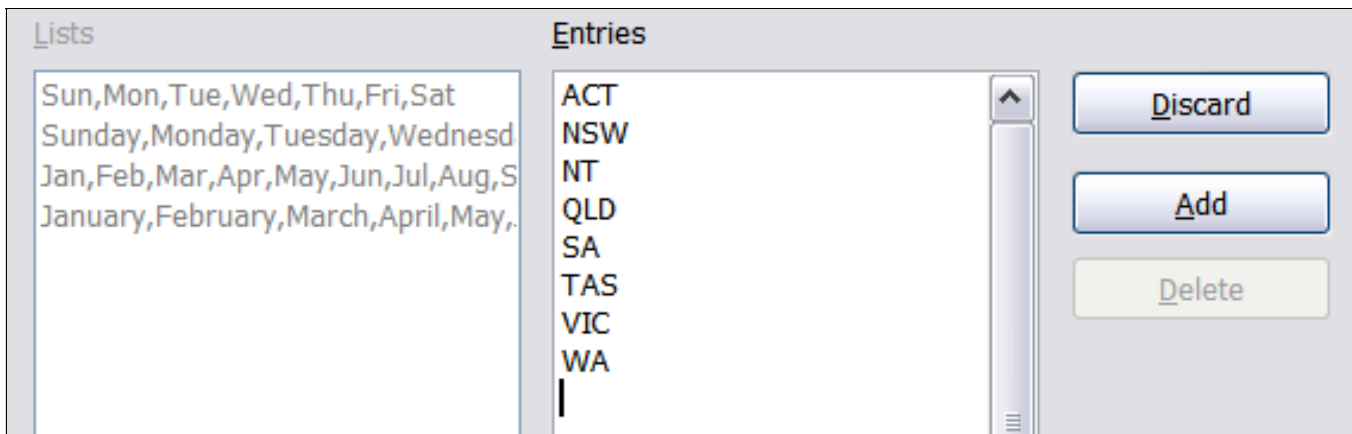 Lists
Entries
Sun,Mon,Tue,Wed,Thu,Fri,Sat
Sunday,Monday,Tuesday,Wednesd
Jan,Feb,Mar,Apr,May,Jun,Jul,Aug,S
January,February,March,April,May,.
ACT
NSW
NT
QLD
SA
TAS
VIC
WA
Discard
Add
Delete